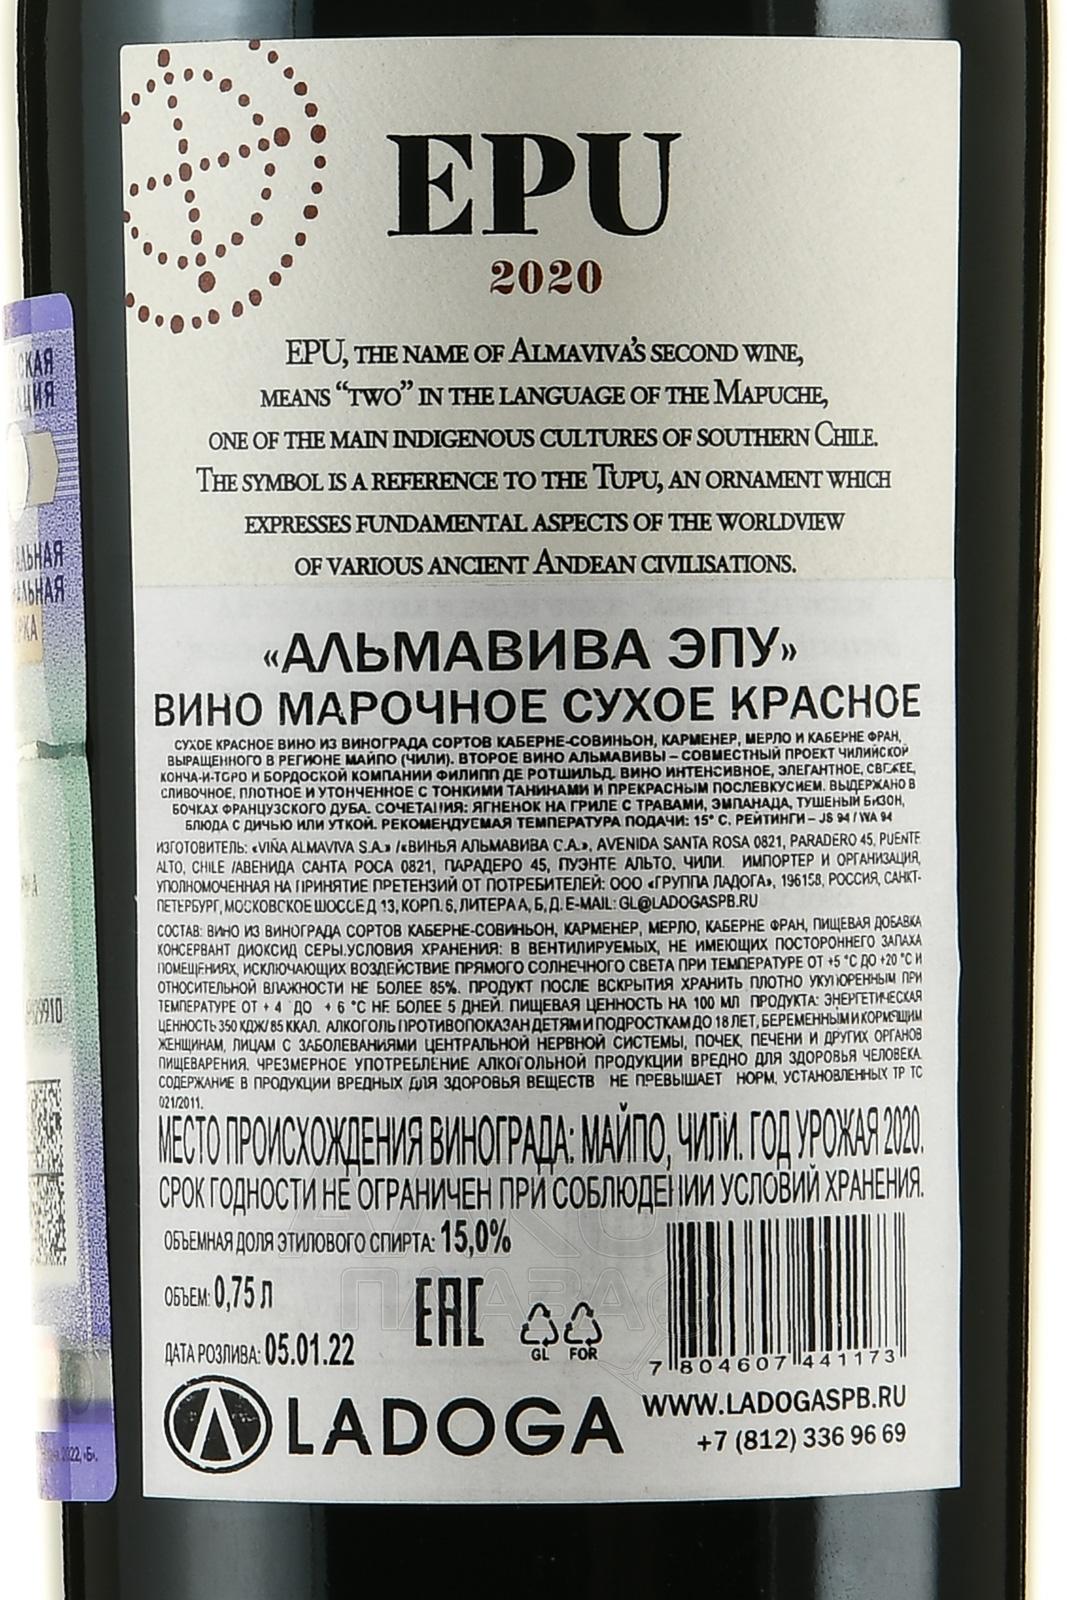 EPU
2020
EPU, THE NAME OF ALMAVIVA'S SECOND WINE,
MEANS “TWO” IN THE LANGUAGE OF THE MAPUCHE,
ONE OF THE MAIN INDIGENOUS CULTURES OF SOUTHERN CHILE.
THE SYMBOL IS A REFERENCE TO THE TUPU, AN ORNAMENT WHICH
EXPRESSES FUNDAMENTAL ASPECTS OF THE WORLDVIEW
OF VARIOUS ANCIENT ANDEAN CIVILISATIONS.
«АЛЬМАВИВА ЭПУ»
ВИНО МАРОЧНОЕ СУХОЕ КРАСНОЕ
СУХОЕ КРАСНОЕ ВИНО ИЗ ВИНОГРАДА СОРТОВ КАБЕРНЕ-СОВИНЬОН, КАРМЕНЕР, МЕРЛО И КАБЕРНЕ ФРАН,
ВЫРАЩЕННОГО В РЕГИОНЕ МАЙПО (ЧИЛИ). ВТОРОЕ ВИНО АЛЬМАВИВЫ – СОВМЕСТНЫЙ ПРОЕКТ ЧИЛИЙСКОЙ
КОНЧА-И-ТОРО И БОРДОСКОЙ КОМПАНИИ ФИЛИПП ДЕ РОТШИЛЬД. ВИНО ИНТЕНСИВНОЕ, ЭЛЕГАНТНОЕ, СВЕЖЕЕ,
СЛИВОЧНОЕ, ПЛОТНОЕ И УТОНЧЕННОЕ С ТОНКИМИ ТАНИНАМИ И ПРЕКРАСНЫМ ПОСЛЕВКУСИЕМ. ВЫДЕРЖАНО В
БОЧКАХ ФРАНЦУЗСКОГО ДУБА. СОЧЕТАНИЯ: ЯГНЕНОК НА ГРИЛЕ С ТРАВАМИ, ЭМПАНАДА, ТУШЕНЫЙ БИЗОН,
БЛЮДА С ДИЧЬЮ ИЛИ УТКОЙ. РЕКОМЕНДУЕМАЯ ТЕМПЕРАТУРА ПОДАЧИ: 15° С. РЕЙТИНГИ – JS 94 / WA 94
ИЗГОТОВИТЕЛЬ: «VIÑA ALMAVIVA S.A.» /«ВИНЬЯ АЛЬМАВИВА С.А.», AVENIDA SANTA ROSA 0821, PARADERO 45, PUENTE
ALTO, CHILE /АВЕНИДА САНТА РОСА 0821, ПАРАДЕРО 45, ПУЭНТЕ АЛЬТО, ЧИЛИ. ИМПОРТЕР И ОРГАНИЗАЦИЯ,
УПОЛНОМОЧЕННАЯ НА ПРИНЯТИЕ ПРЕТЕНЗИЙ ОТ ПОТРЕБИТЕЛЕЙ: ООО «ГРУППА ЛАДОГА», 196158, РОССИЯ, САНКТ-
ПЕТЕРБУРГ, МОСКОВСКОЕ ШОССЕ Д 13, КОРП. 6, ЛИТЕРА А, Б, Д. E-MAIL: GL@LADOGASPB.RU
СОСТАВ: ВИНО ИЗ ВИНОГРАДА СОРТОВ КАБЕРНЕ-СОВИНЬОН, КАРМЕНЕР, МЕРЛО, КАБЕРНЕ ФРАН, ПИЩЕВАЯ ДОБАВКА
КОНСЕРВАНТ ДИОКСИД СЕРЫ.УСЛОВИЯ ХРАНЕНИЯ: В ВЕНТИЛИРУЕМЫХ, НЕ ИМЕЮЩИХ ПОСТОРОННЕГО ЗАПАХА
ПОМЕЩЕНИЯХ, ИСКЛЮЧАЮЩИХ ВОЗДЕЙСТВИЕ ПРЯМОГО СОЛНЕЧНОГО СВЕТА ПРИ ТЕМПЕРАТУРЕ ОТ +5 °С ДО +20 °С И
ОТНОСИТЕЛЬНОЙ ВЛАЖНОСТИ НЕ БОЛЕЕ 85%. ПРОДУКТ ПОСЛЕ ВСКРЫТИЯ ХРАНИТЬ ПЛОТНО УКУПОРЕННЫМ ПРИ
ТЕМПЕРАТУРЕ ОТ + 4 ДО + 6 °С НЕ БОЛЕЕ 5 ДНЕЙ. ПИЩЕВАЯ ЦЕННОСТЬ НА 100 МЛ ПРОДУКТА: ЭНЕРГЕТИЧЕСКАЯ
ЦЕННОСТЬ 350 КДЖ/ 85 ККАЛ. АЛКОГОЛЬ ПРОТИВОПОКАЗАН ДЕТЯМ И ПОДРОСТКАМ ДО 18 ЛЕТ, БЕРЕМЕННЫМ И КОРМЯЩИМ
ЖЕНЩИНАМ, ЛИЦАМ С ЗАБОЛЕВАНИЯМИ ЦЕНТРАЛЬНОЙ НЕРВНОЙ СИСТЕМЫ, ПОЧЕК, ПЕЧЕНИ И ДРУГИХ ОРГАНОВ
ПИЩЕВАРЕНИЯ. ЧРЕЗМЕРНОЕ УПОТРЕБЛЕНИЕ АЛКОГОЛЬНОЙ ПРОДУКЦИИ ВРЕДНО ДЛЯ ЗДОРОВЬЯ ЧЕЛОВЕКА.
СОДЕРЖАНИЕ В ПРОДУКЦИИ ВРЕДНЫХ ДЛЯ ЗДОРОВЬЯ ВЕЩЕСТВ НЕ ПРЕВЫШАЕТ НОРМ, УСТАНОВЛЕННЫХ ТР ТС
021/2011.
МЕСТО ПРОИСХОЖДЕНИЯ ВИНОГРАДА: МАЙПО, ЧИЛИ. ГОД УРОЖАЯ 2020.
СРОК ГОДНОСТИ НЕ ОГРАНИЧЕН ПРИ СОБЛЮДЕНИИ УСЛОВИЙ ХРАНЕНИЯ.
ОБЪЕМНАЯ ДОЛЯ ЭТИЛОВОГО СПИРТА: 15,0%
ОБЪЕМ: 0,75 Л
ДАТА РОЗЛИВА: 05.01.22
EAC
GL FOR
7 804607 441173
LADOGA
WWW.LADOGASPB.RU
+7 (812) 336 96 69
АЛКО
ПЛАЗА